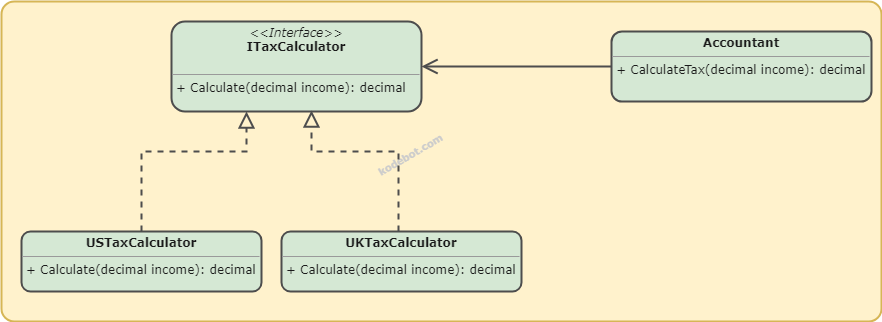 <<Interface>>
ITaxCalculator
+ Calculate(decimal income): decimal
Accountant
+ CalculateTax(decimal income): decimal
kodabot.com
USTaxCalculator
+ Calculate(decimal income): decimal
UKTaxCalculator
+ Calculate(decimal income): decimal